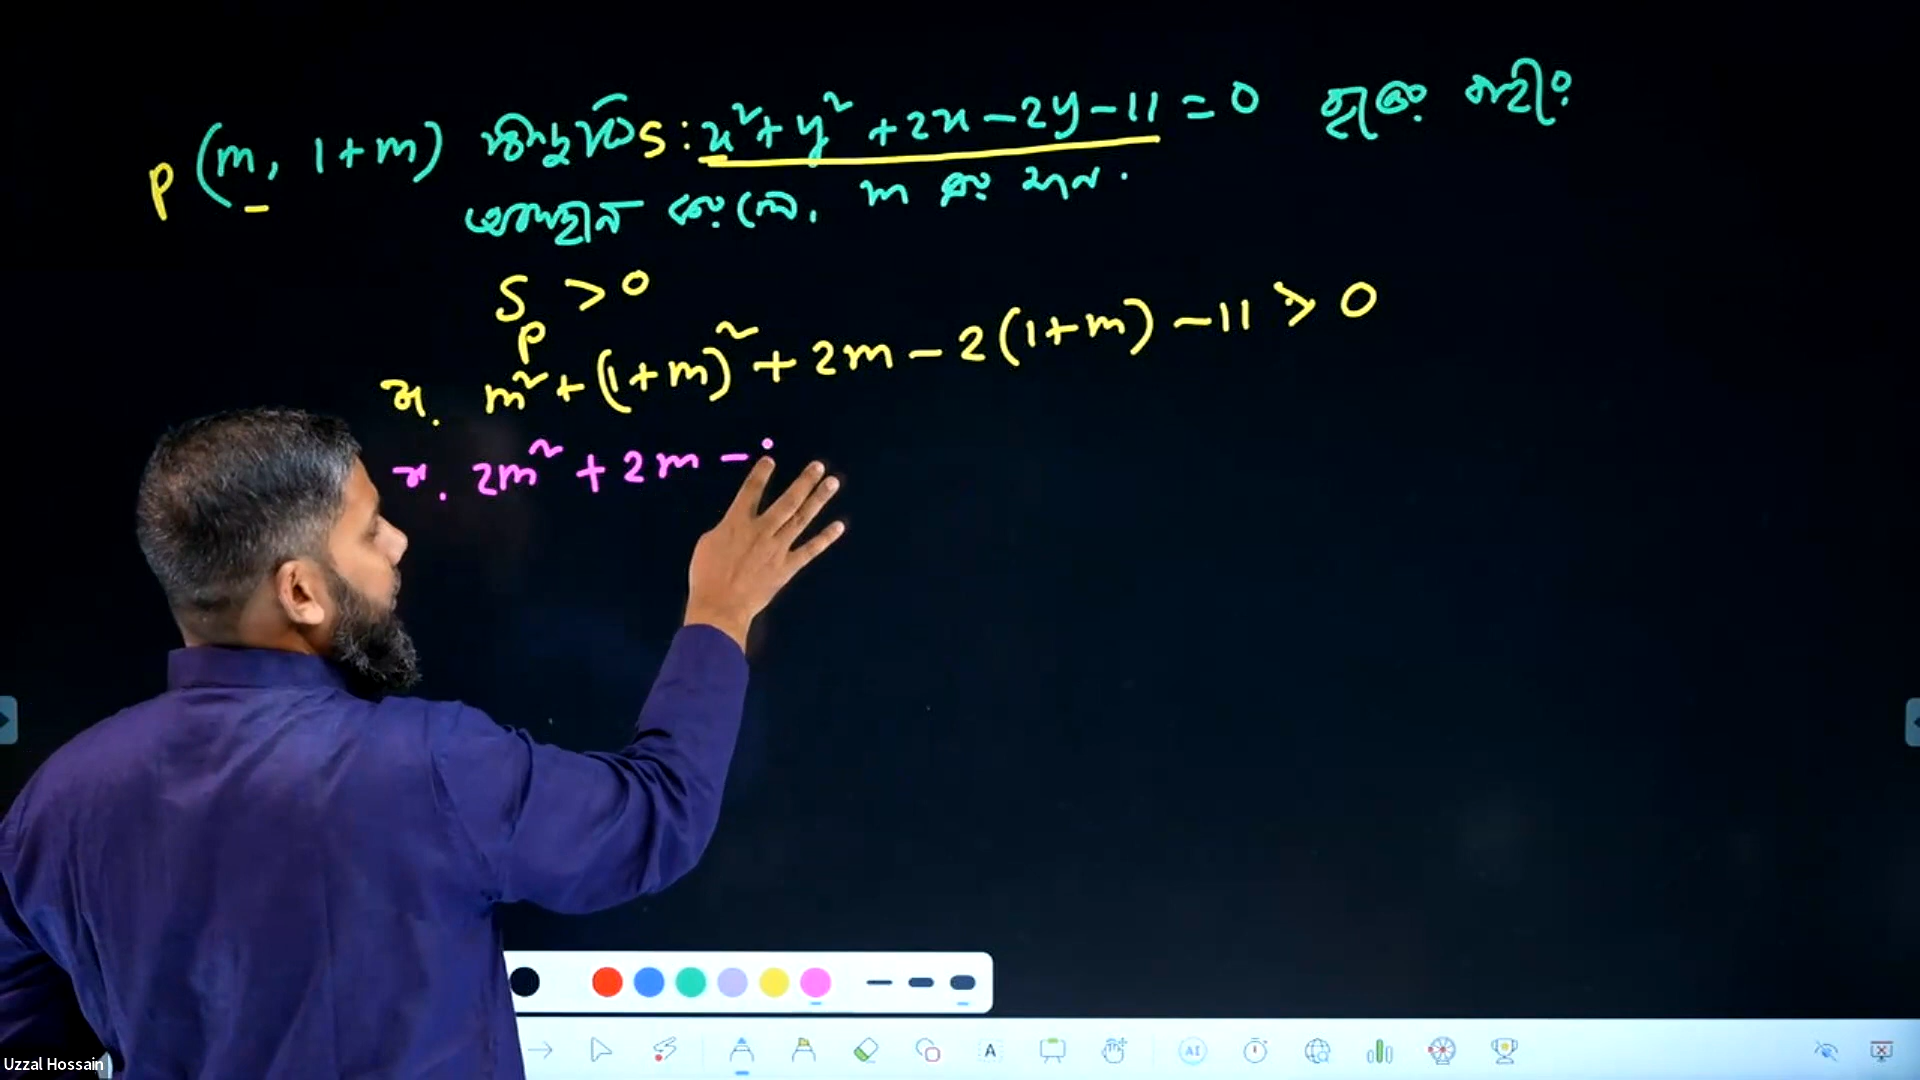 P (m, 1+m) বিন্দুটি S: x²+y²+2x-2y-11=0 বৃত্তের বাহিরে
অবস্থান করলে, m এর মান.
S_P > 0
বা. m²+(1+m)²+2m-2(1+m)-11>0
বা. 2m²+2m-
A
AI
Uzzal Hossain